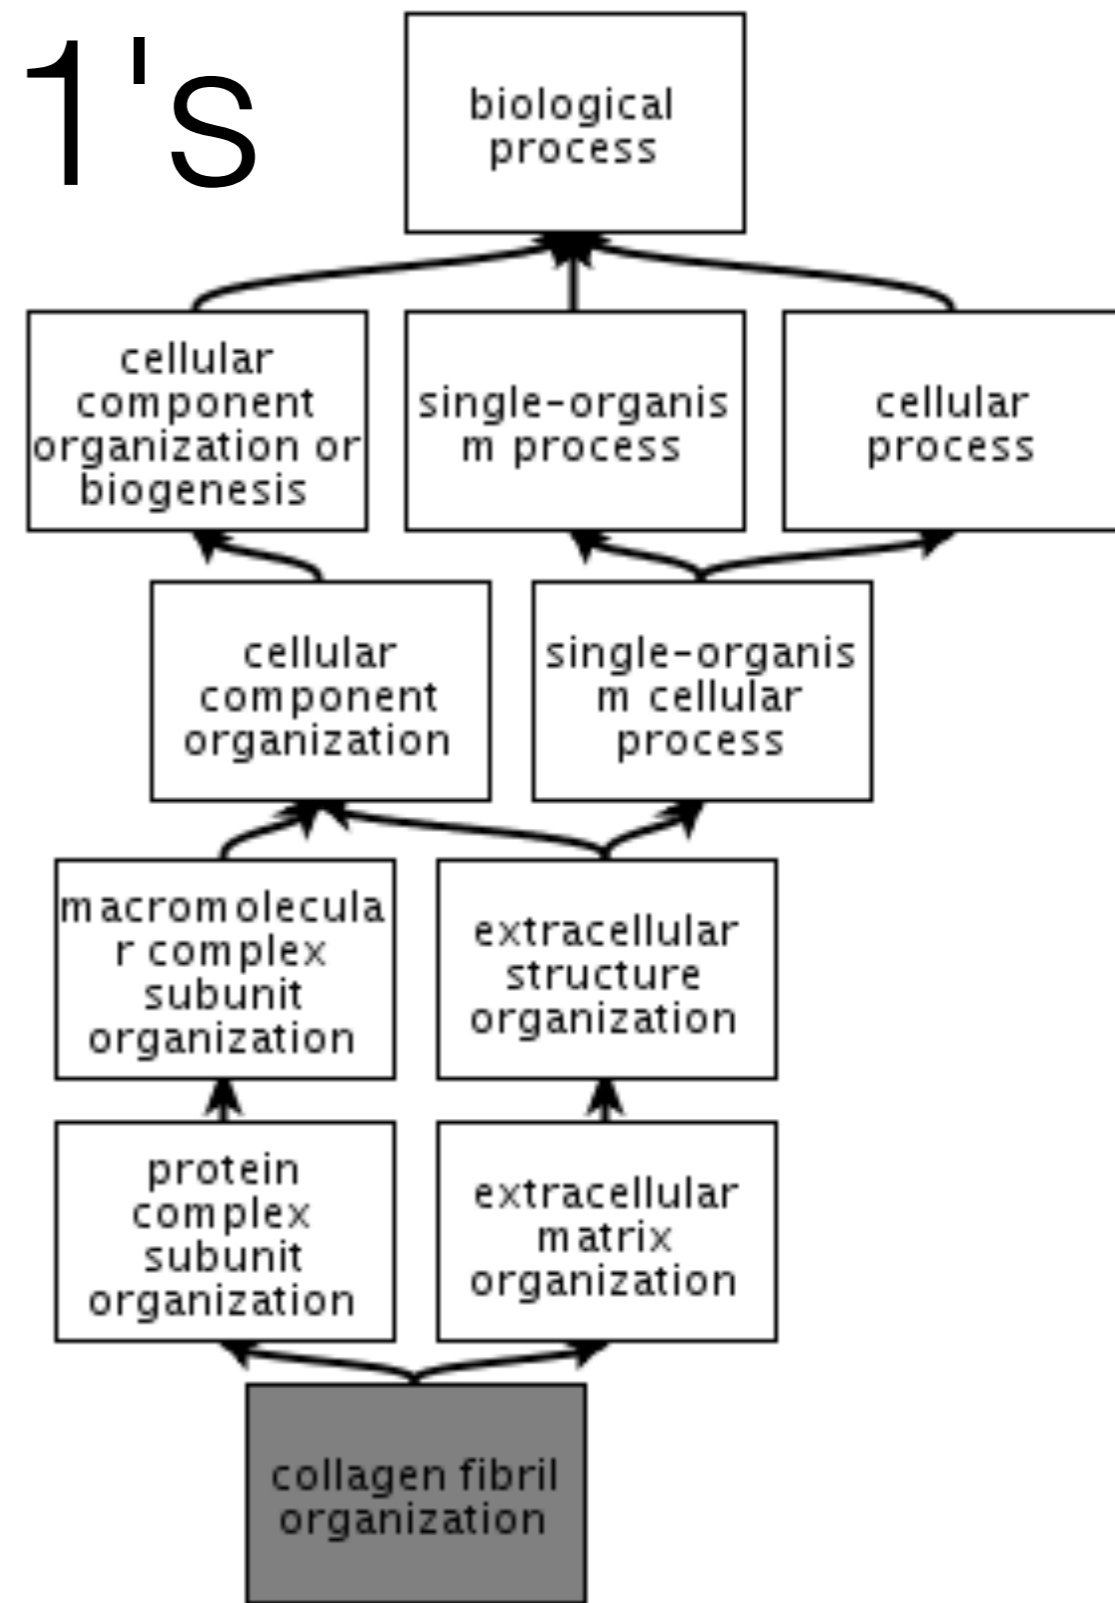 1's
biological
process
cellular
component
organization or
biogenesis
single-organis
m process
cellular
process
cellular
component
organization
single-organis
m cellular
process
macromolecula
r complex
subunit
organization
extracellular
structure
organization
protein
complex
subunit
organization
extracellular
matrix
organization
collagen fibril
organization